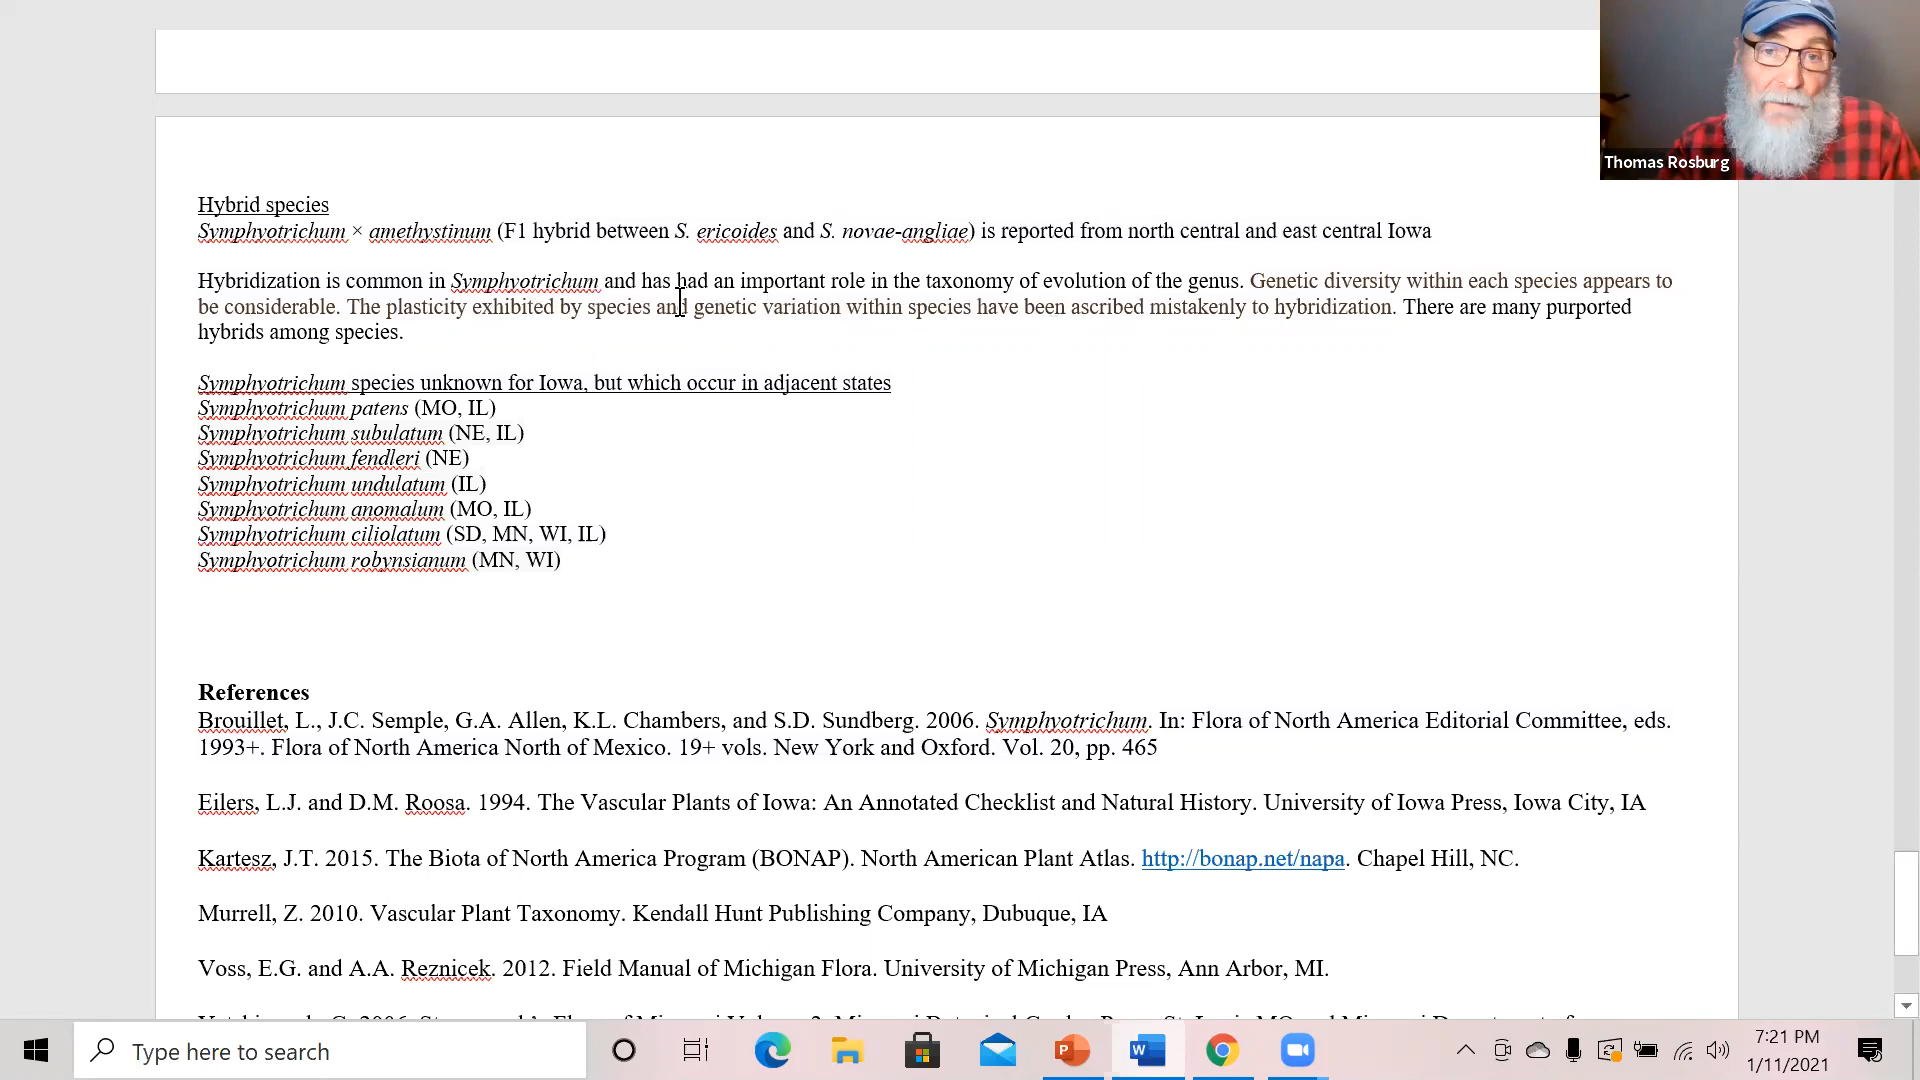 Thomas Rosburg
Hybrid species
Symphyotrichum × amethystinum (F1 hybrid between S. ericoides and S. novae-angliae) is reported from north central and east central Iowa
Hybridization is common in Symphyotrichum and has had an important role in the taxonomy of evolution of the genus. Genetic diversity within each species appears to
be considerable. The plasticity exhibited by species and genetic variation within species have been ascribed mistakenly to hybridization. There are many purported
hybrids among species.
Symphyotrichum species unknown for Iowa, but which occur in adjacent states
Symphyotrichum patens (MO, IL)
Symphyotrichum subulatum (NE, IL)
Symphyotrichum fendleri (NE)
Symphyotrichum undulatum (IL)
Symphyotrichum anomalum (MO, IL)
Symphyotrichum ciliolatum (SD, MN, WI, IL)
Symphyotrichum robynsianum (MN, WI)
References
Brouillet, L., J.C. Semple, G.A. Allen, K.L. Chambers, and S.D. Sundberg. 2006. Symphyotrichum. In: Flora of North America Editorial Committee, eds.
1993+. Flora of North America North of Mexico. 19+ vols. New York and Oxford. Vol. 20, pp. 465
Eilers, L.J. and D.M. Roosa. 1994. The Vascular Plants of Iowa: An Annotated Checklist and Natural History. University of Iowa Press, Iowa City, IA
Kartesz, J.T. 2015. The Biota of North America Program (BONAP). North American Plant Atlas. http://bonap.net/napa. Chapel Hill, NC.
Murrell, Z. 2010. Vascular Plant Taxonomy. Kendall Hunt Publishing Company, Dubuque, IA
Voss, E.G. and A.A. Reznicek. 2012. Field Manual of Michigan Flora. University of Michigan Press, Ann Arbor, MI.
Type here to search
P
W
7:21 PM
1/11/2021